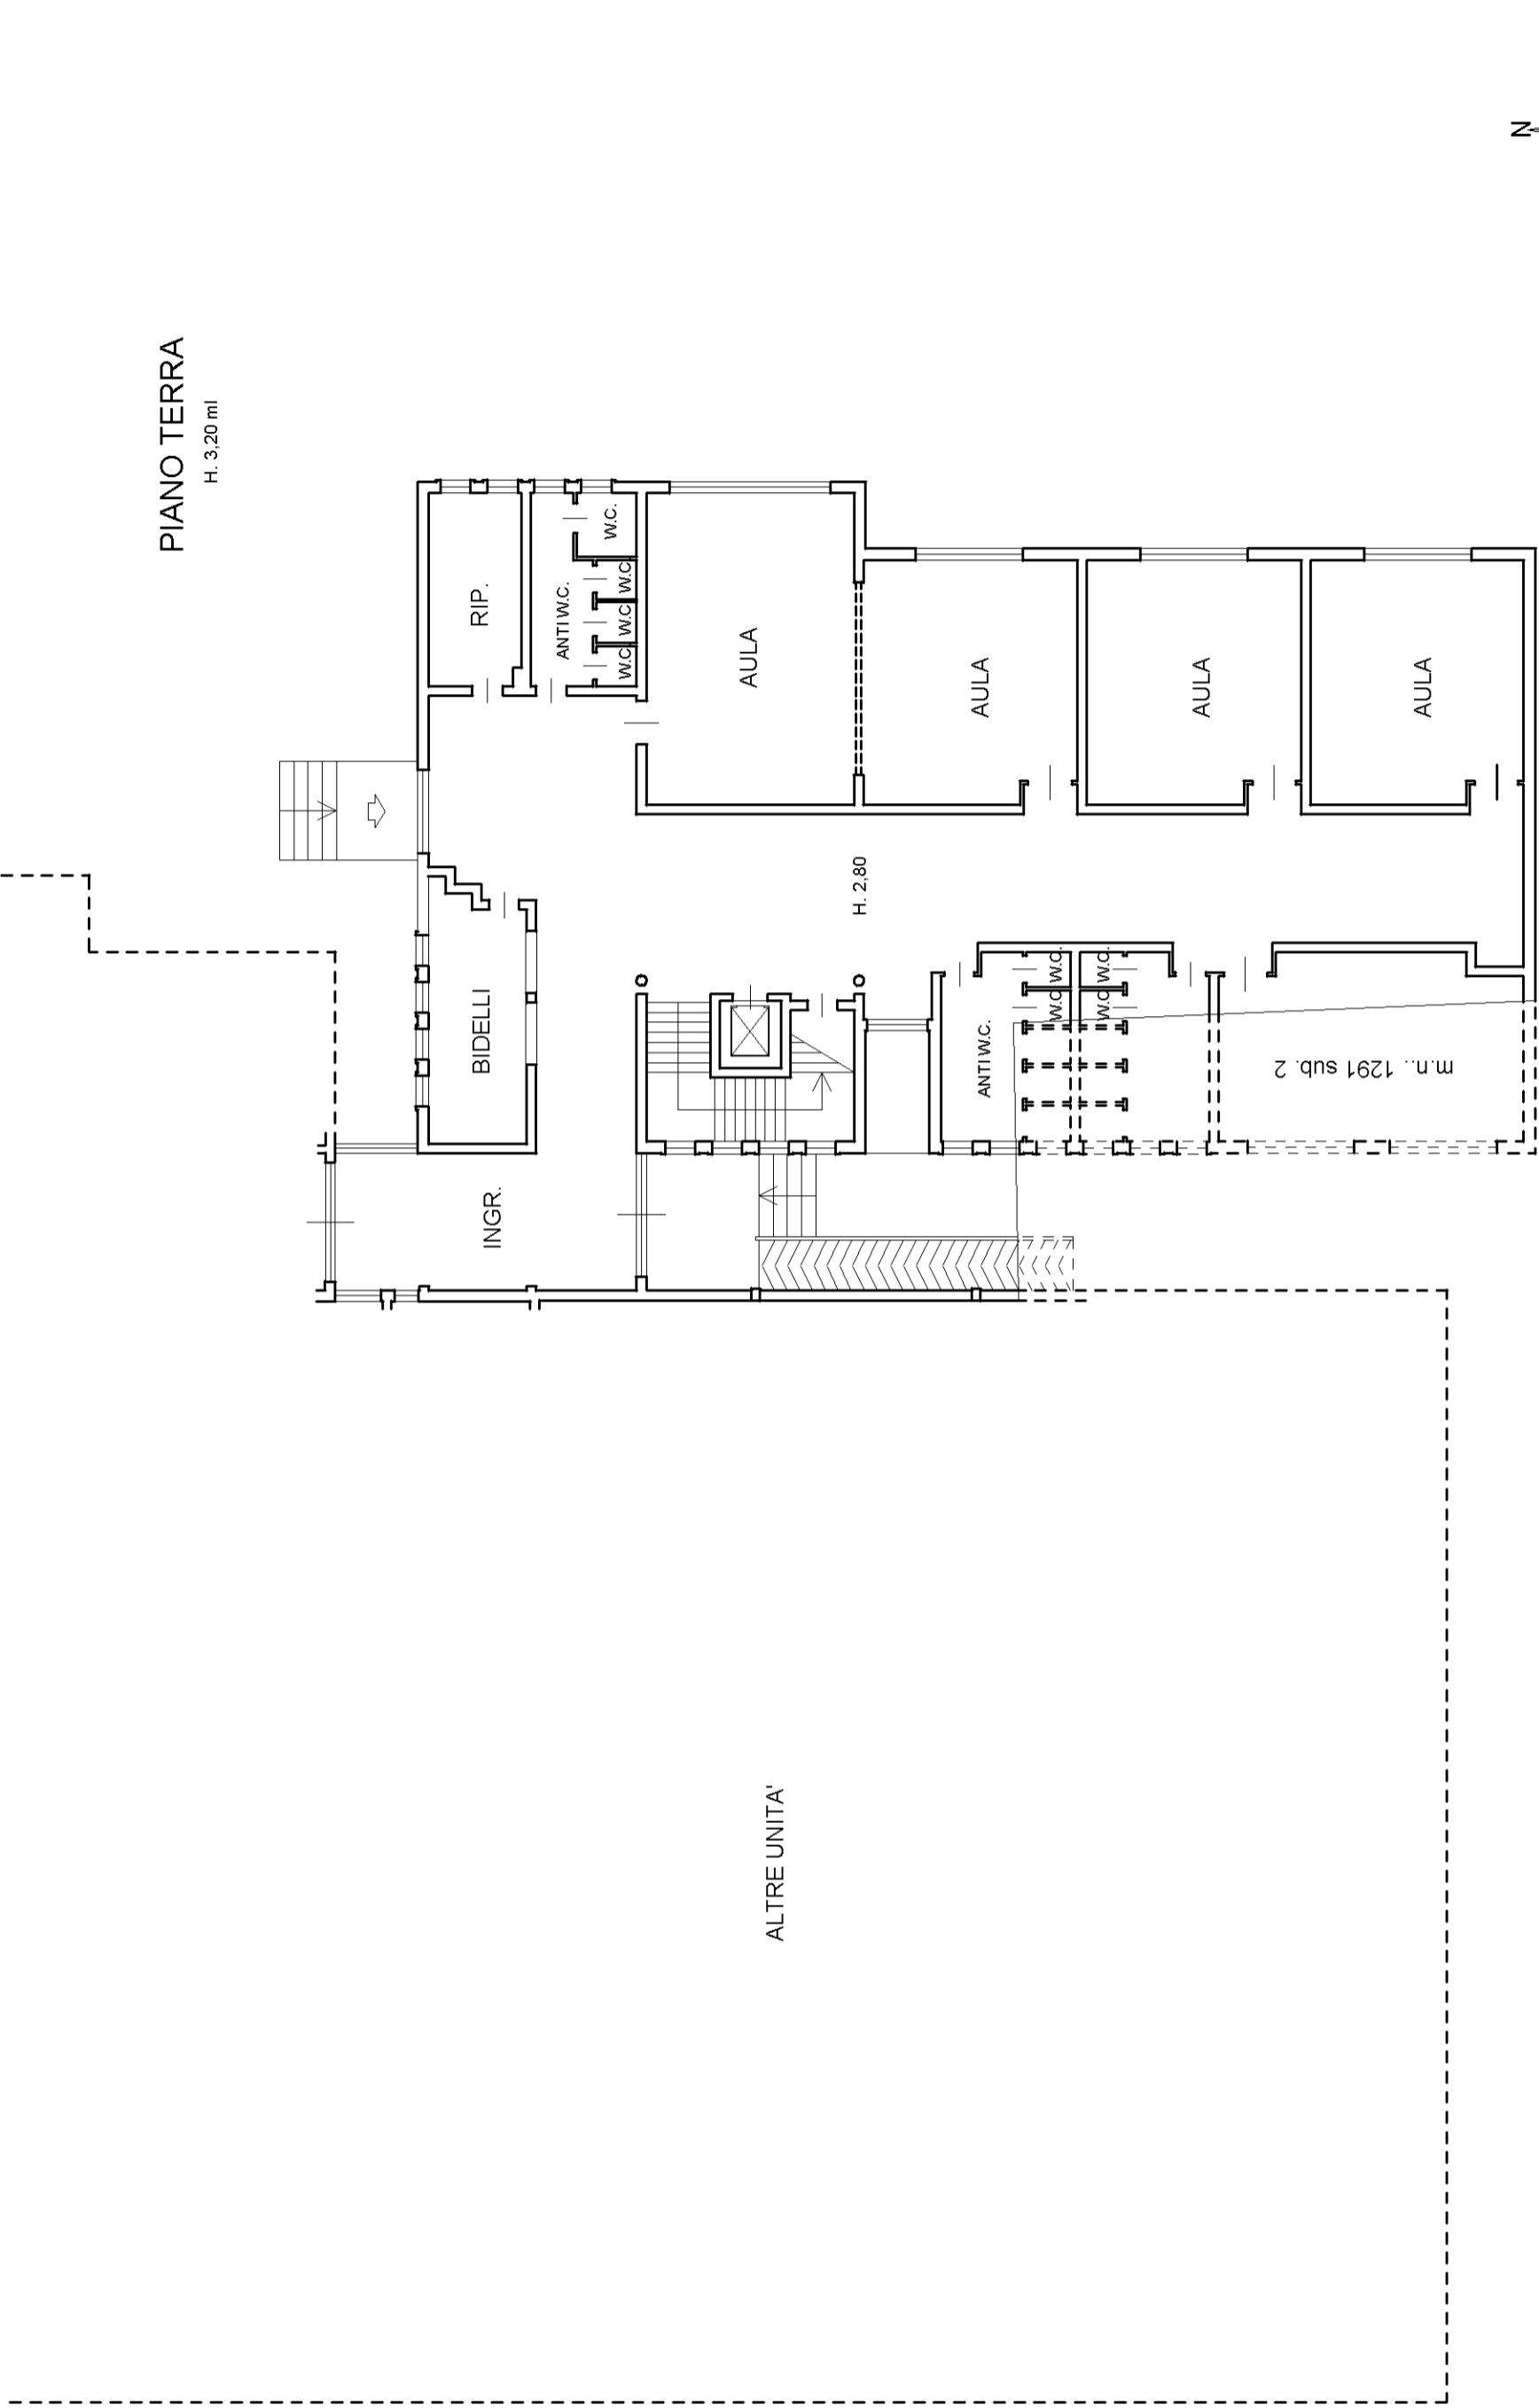 N
PIANO TERRA
H. 3,20 ml
RIP.
ANTI W.C.
W.C.
W.C.
W.C.
W.C.
AULA
AULA
AULA
AULA
H. 2,80
BIDELLI
W.C.
W.C.
W.C.
W.C.
ANTI W.C.
m.n.. 1291 sub. 2
INGR.
ALTRE UNITA'